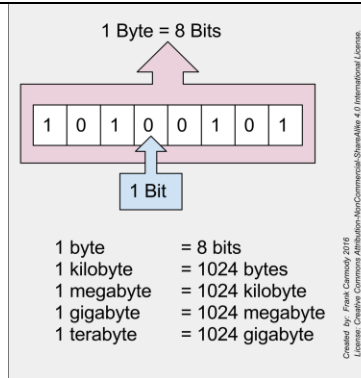 1 Byte = 8 Bits
1 0 1 0 0 1 0 1
1 Bit
1 byte = 8 bits
1 kilobyte = 1024 bytes
1 megabyte = 1024 kilobyte
1 gigabyte = 1024 megabyte
1 terabyte = 1024 gigabyte
Created by: Frank Carmody 2016
License: Creative Commons Attribution-NonCommercial-ShareAlike 4.0 International License.